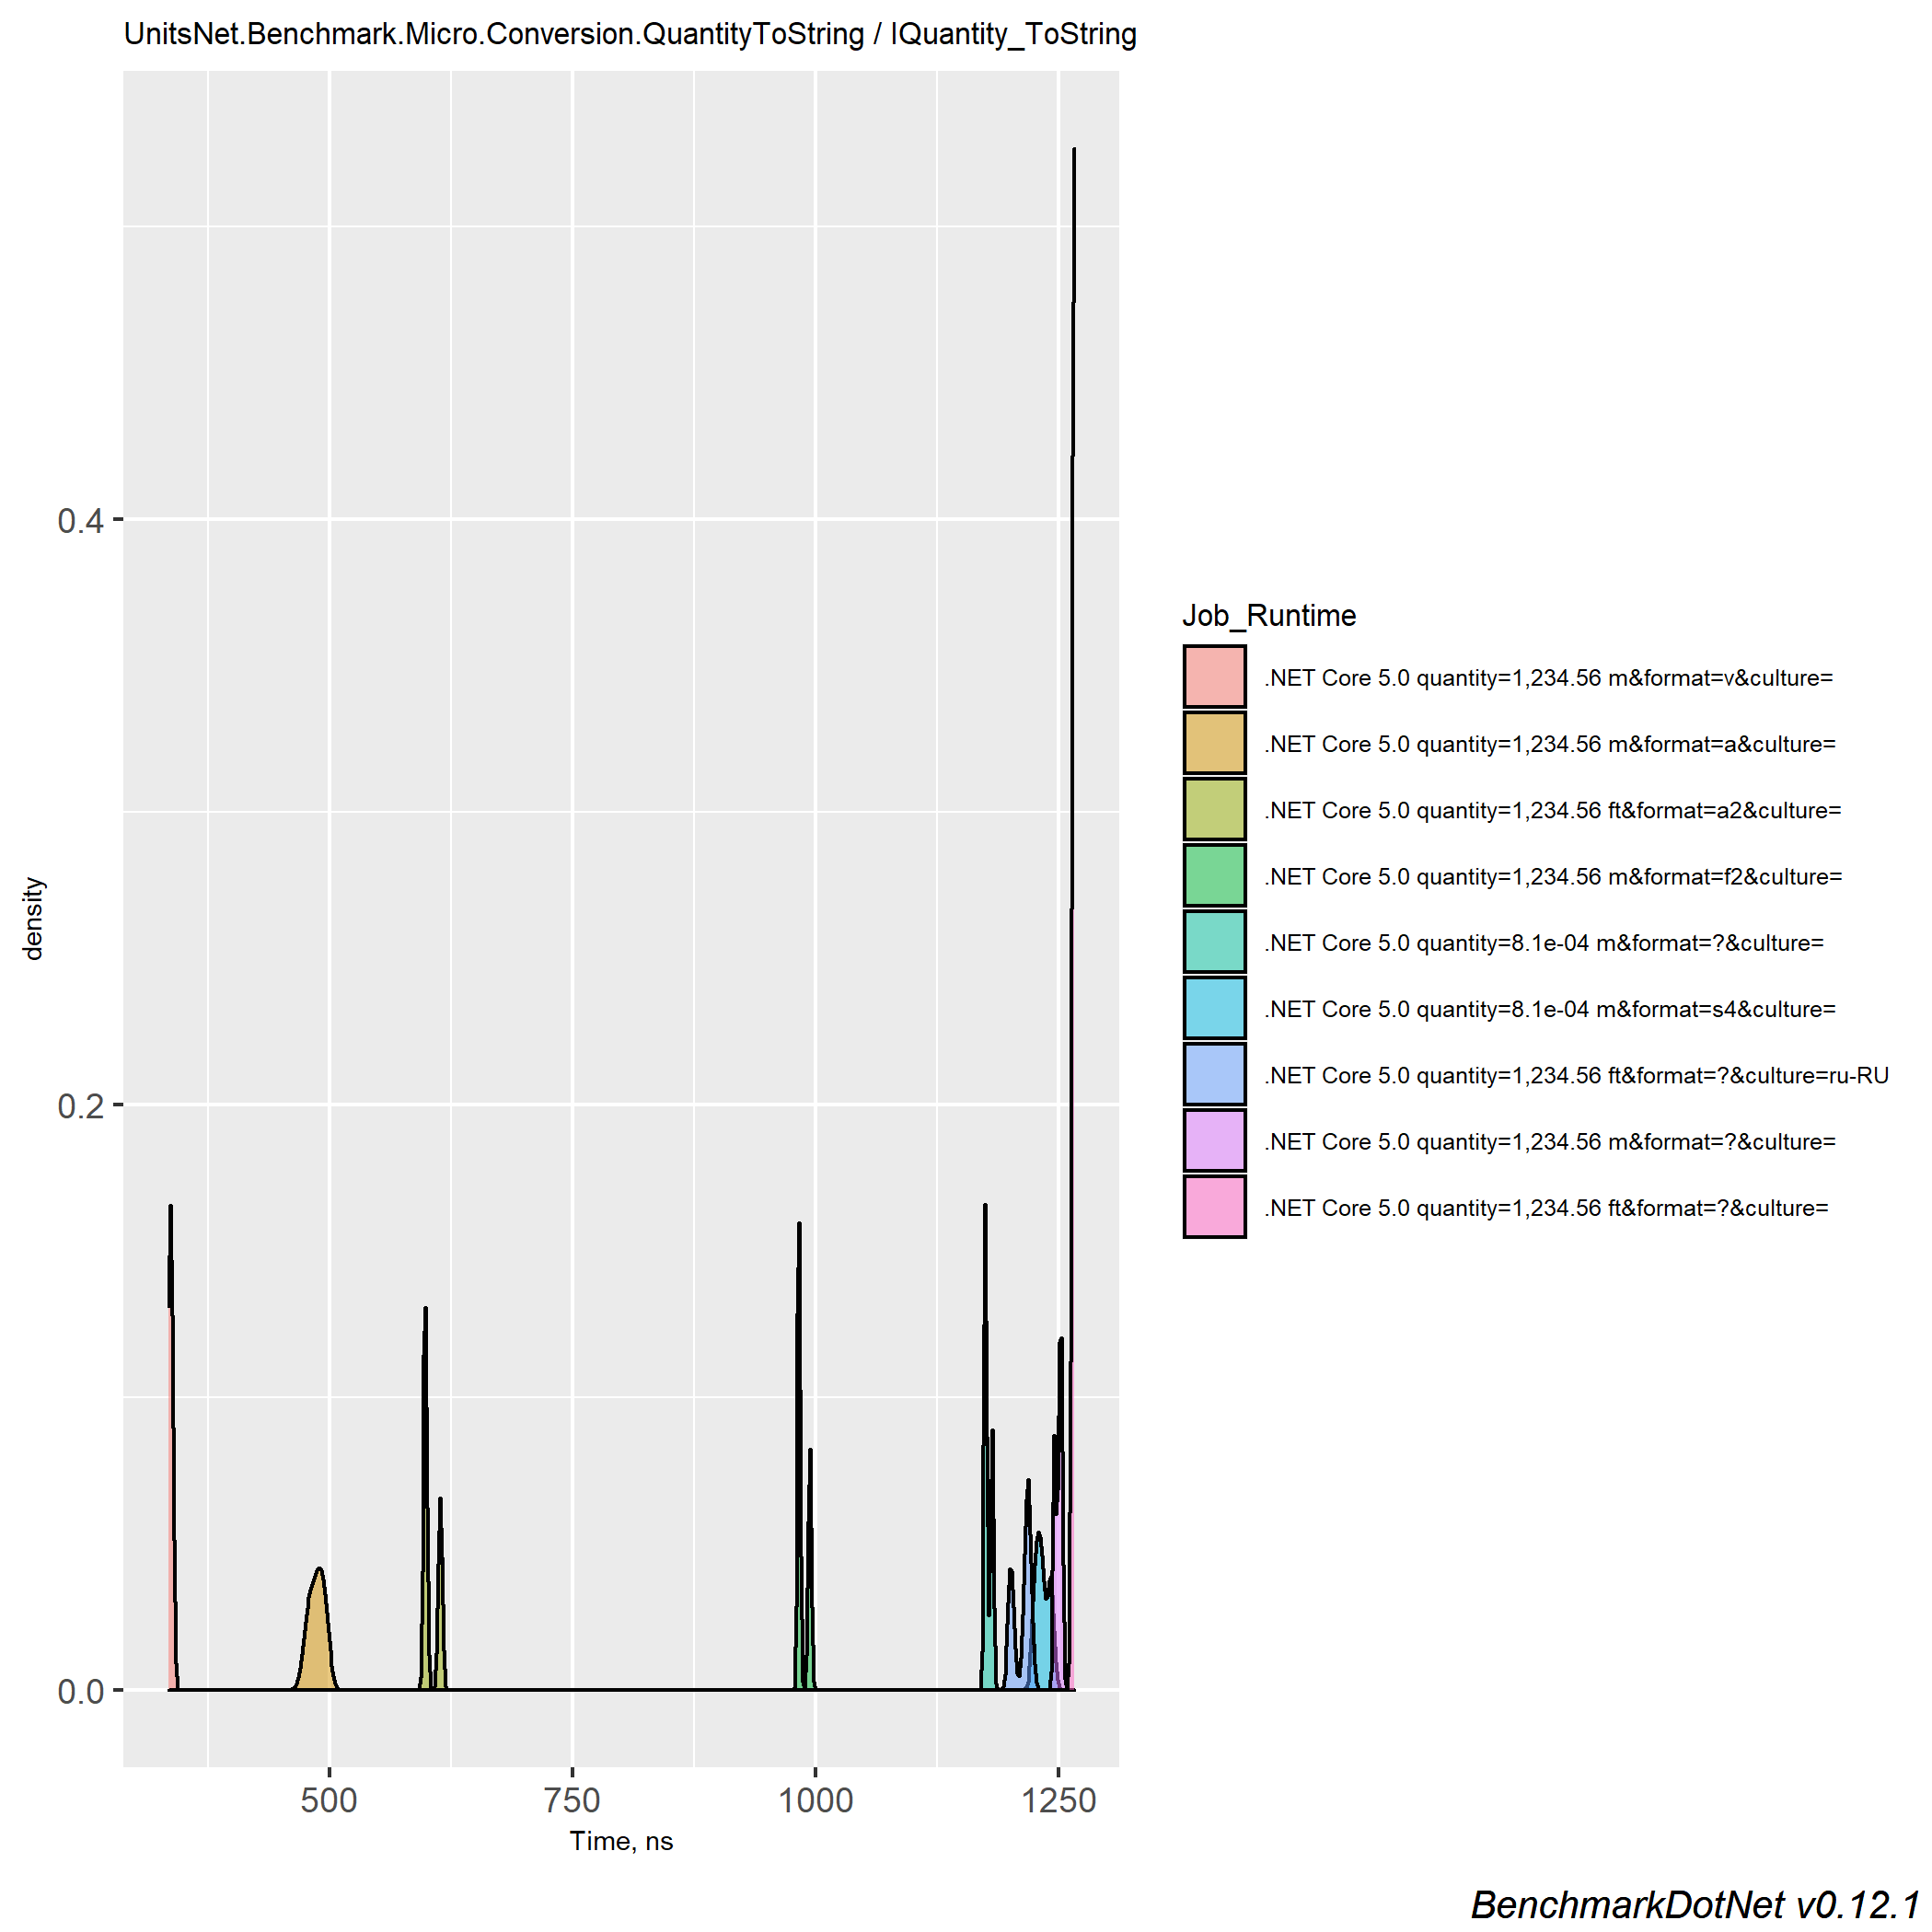 UnitsNet.Benchmark.Micro.Conversion.QuantityToString / IQuantity_ToString
density
0.4
0.2
0.0
500 750 1000 1250
Time, ns
Job_Runtime
.NET Core 5.0 quantity=1,234.56 m&format=v&culture=
.NET Core 5.0 quantity=1,234.56 m&format=a&culture=
.NET Core 5.0 quantity=1,234.56 ft&format=a2&culture=
.NET Core 5.0 quantity=1,234.56 m&format=f2&culture=
.NET Core 5.0 quantity=8.1e-04 m&format=?&culture=
.NET Core 5.0 quantity=8.1e-04 m&format=s4&culture=
.NET Core 5.0 quantity=1,234.56 ft&format=?&culture=ru-RU
.NET Core 5.0 quantity=1,234.56 m&format=?&culture=
.NET Core 5.0 quantity=1,234.56 ft&format=?&culture=
BenchmarkDotNet v0.12.1